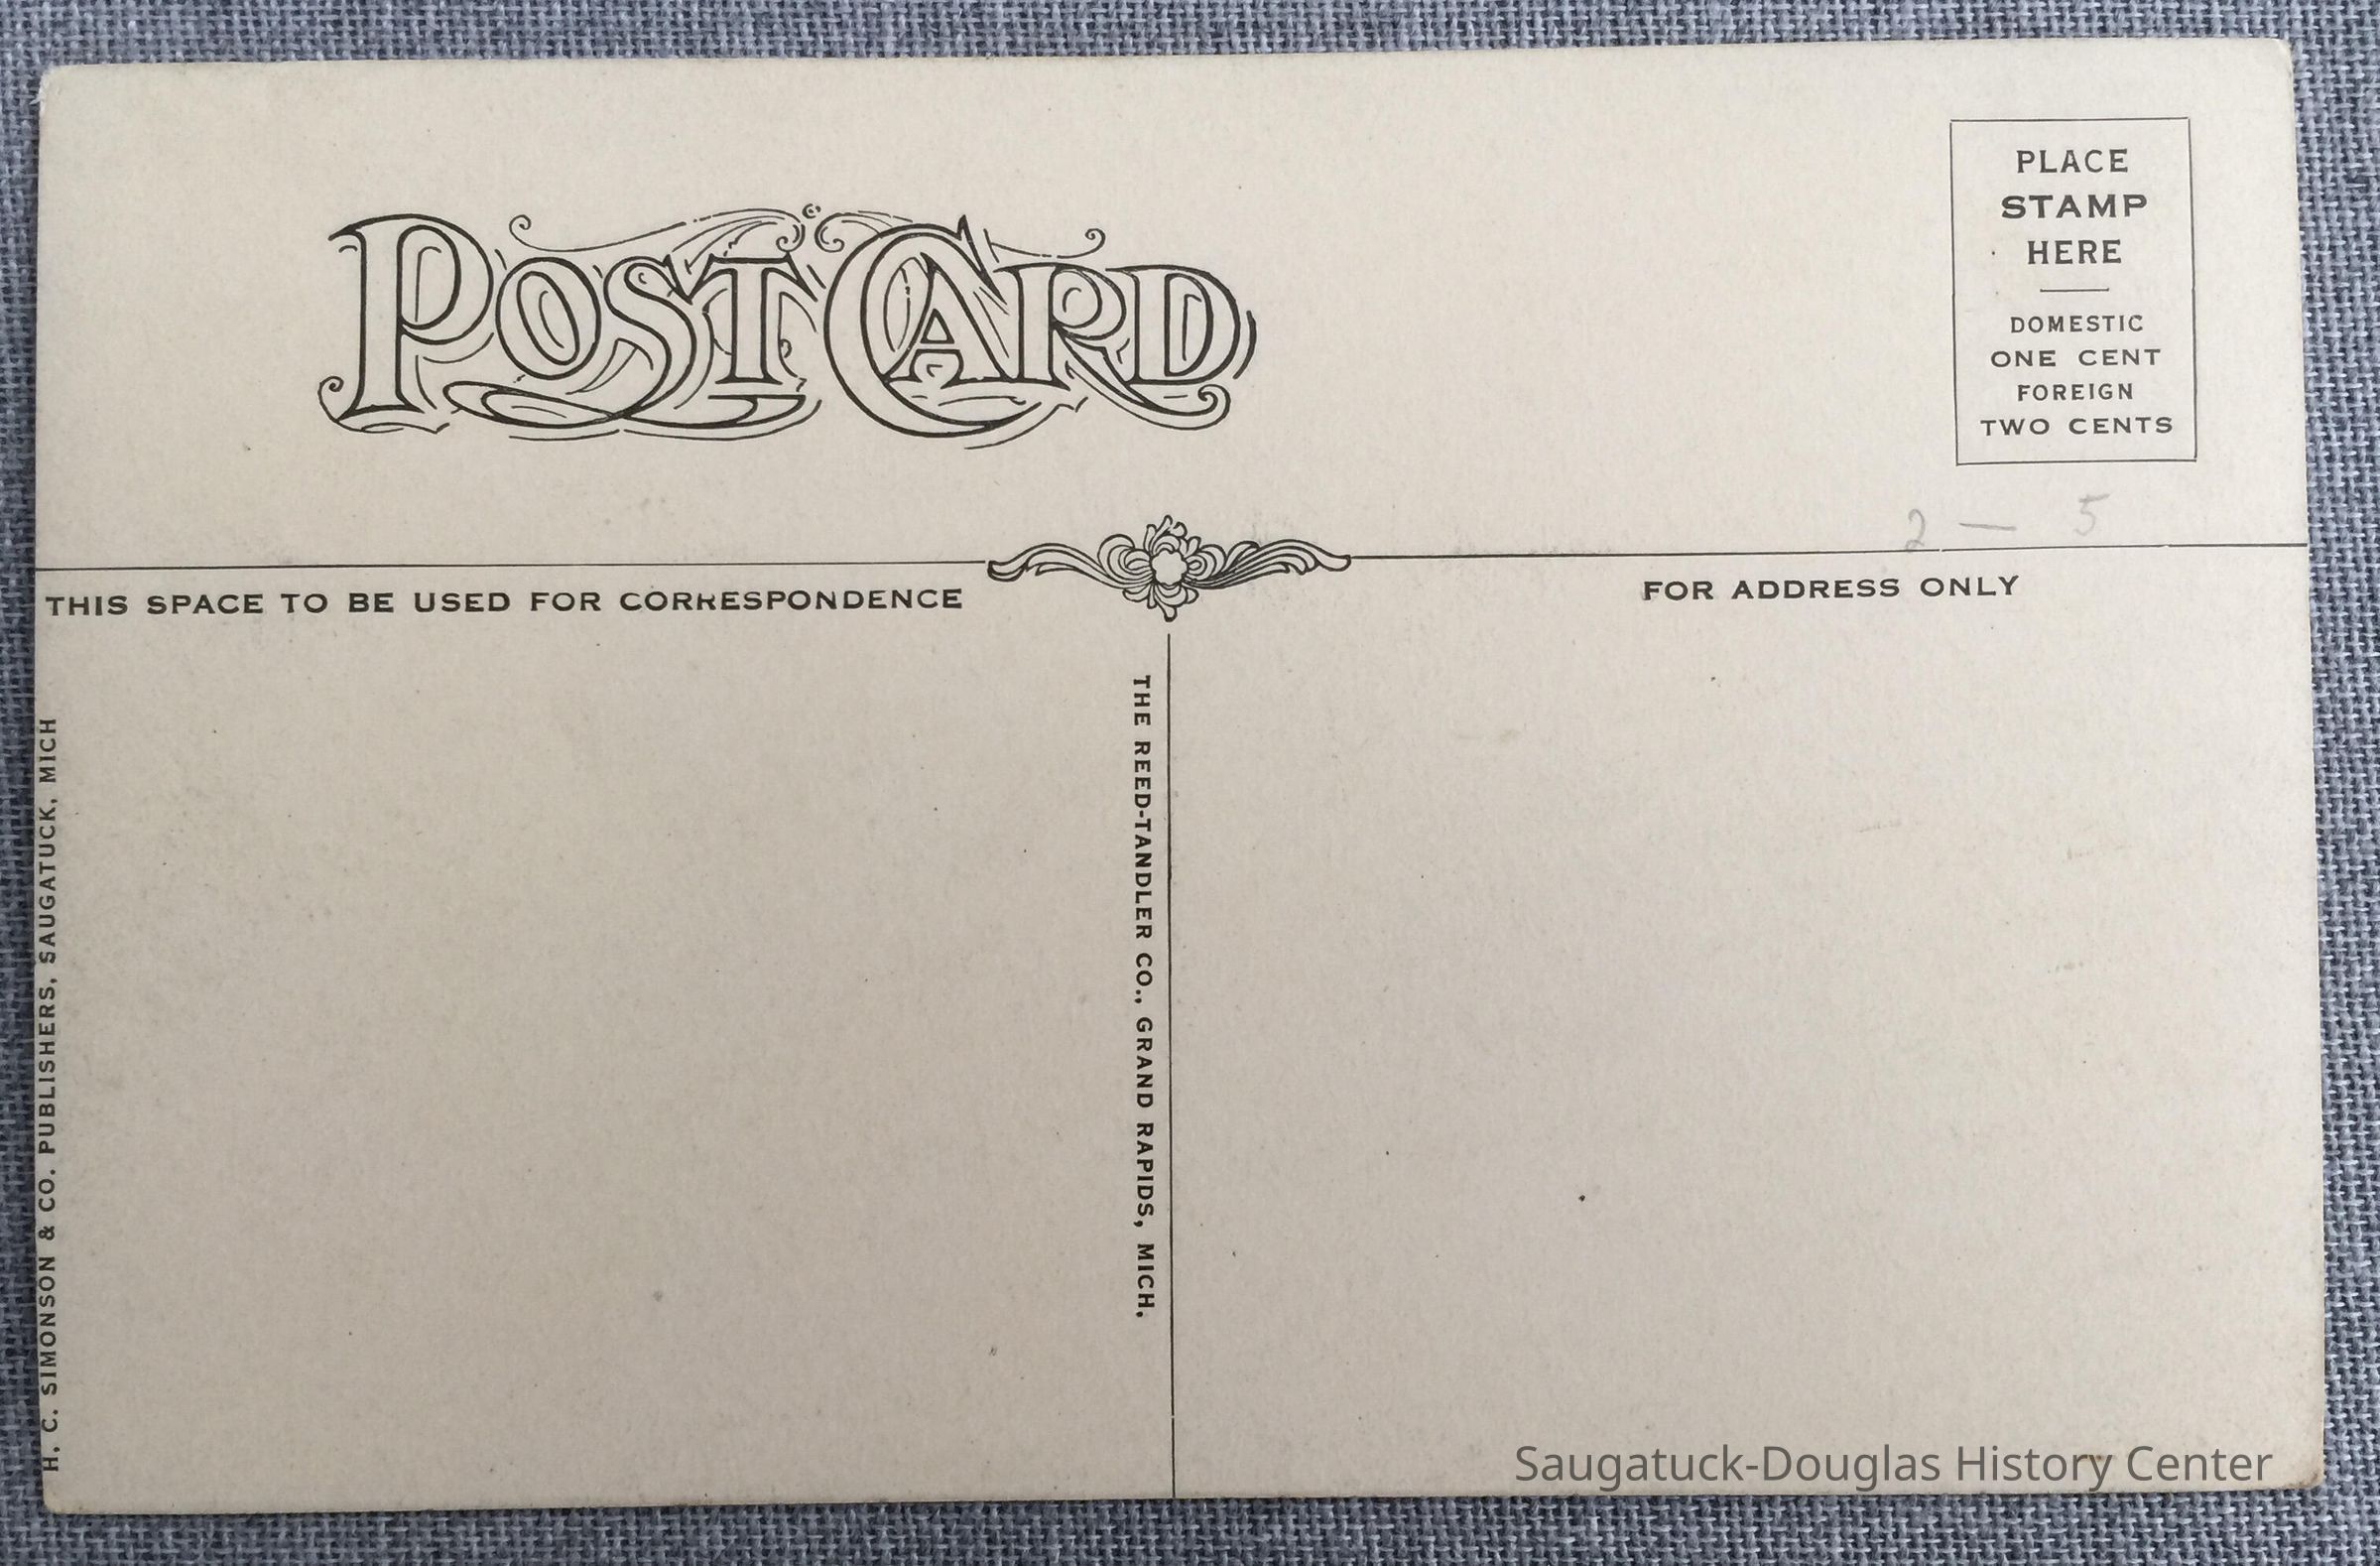 POST CARD
PLACE
STAMP
HERE
DOMESTIC
ONE CENT
FOREIGN
TWO CENTS
2 — 5
THIS SPACE TO BE USED FOR CORRESPONDENCE
FOR ADDRESS ONLY
H. C. SIMONSON & CO. PUBLISHERS, SAUGATUCK, MICH
THE REED-TANDLER CO., GRAND RAPIDS, MICH.
Saugatuck-Douglas History Center